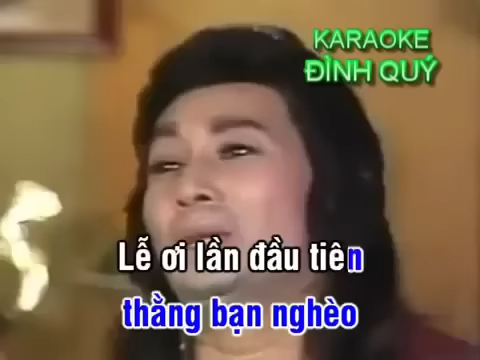 KARAOKE
ĐÌNH QUÝ
Lễ ơi lần đầu tiên
thằng bạn nghèo